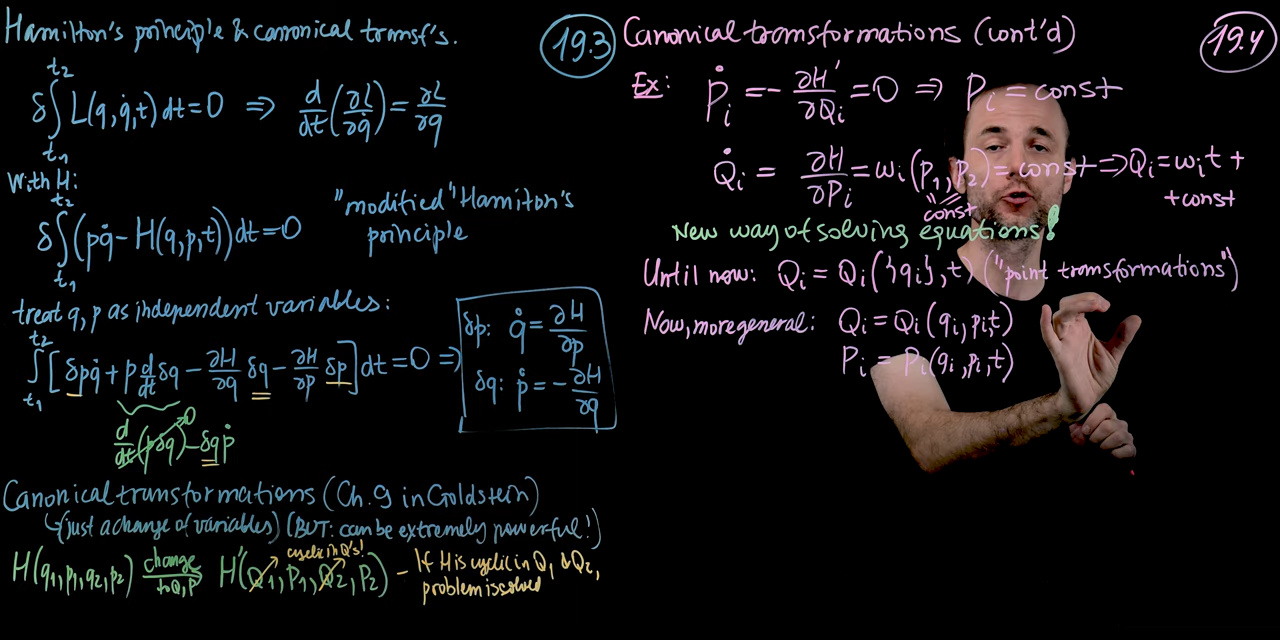 Hamilton's principle & canonical transf's.
19.3
δ∫_{t₁}^{t₂} L(q,q̇,t)dt=0 ⇒ d/dt(∂L/∂q̇)=∂L/∂q
With H:
δ∫_{t₁}^{t₂}(pq̇-H(q,p,t))dt=0
"modified" Hamilton's
principle
treat q,p as independent variables:
∫_{t₁}^{t₂}[δpq̇+p d/dt δq-∂H/∂q δq-∂H/∂p δp]dt=0 ⇒
δp: q̇=∂H/∂p
δq: ṗ=-∂H/∂q
d/dt(pδq)→0-δqṗ
Canonical transformations (Ch.9 in Goldstein)
↳(just a change of variables) (BUT: can be extremely powerful!)
cyclic in Q's!
H(q₁,p₁,q₂,p₂) change to Q,P → H'(Q₁,P₁,Q₂,P₂) - If H is cyclic in Q₁ & Q₂,
problem is solved
Canonical transformations (cont'd)
19.4
Ex: Ṗi=-∂H'/∂Qi=0 ⇒ Pi=const
Q̇i=∂H/∂Pi=ωi(P₁,P₂)=const⇒Qi=ωit+
+const
const
New way of solving equations!
Until now: Qi=Qi({qi},t) ("point transformations")
Now, more general: Qi=Qi(qi,pi,t)
Pi=Pi(qi,pi,t)